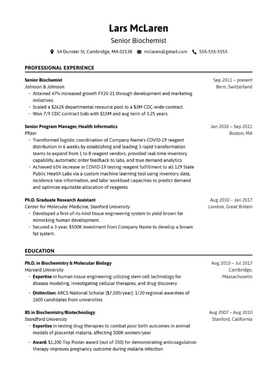 Lars McLaren
Senior Biochemist
54 Dunster St, Cambridge, MA 02138 mclaren@gmail.com 555-555-5555
PROFESSIONAL EXPERIENCE
Senior Biochemist Sep 2011 – present
Johnson & Johnson Bern, Switzerland
- Attained 47% increased growth FY20-21 through development and marketing
initiatives.
- Scaled a $262K departmental resource pool to a $3M CDC-wide contract.
- Won 7/9 CDC contract bids with $15M and avg term of 3.25 years.
Senior Program Manager, Health Informatics Jan 2010 – Sep 2011
Pfizer Boston, MA
- Transformed logistic coordination of Company Name's COVID-19 reagent
distribution in 6 weeks by establishing and leading 3 rapid transformation
teams to expand from 1 to 8 reagent vendors, provided real-time inventory
capability, automatic order feedback to labs, and true demand analytics
- Achieved 65% increase in COVID-19 testing reagent fulfillment to all 129 State
Public Health Labs via a custom machine learning tool using inventory data,
incidence rate information, and labs' workload capacities to predict demand
and optimize equitable allocation of reagents
Ph.D. Graduate Research Assistant Aug 2010 – Jan 2017
Center for Molecular Medicine, Stanford University London, Great Britain
- Developed a first-of-its-kind tissue engineering system to yield brown fat
mimicking human development
- Secured a 3-year, $500K investment from Company Name to develop a brown
fat system.
EDUCATION
Ph.D. in Biochemistry & Molecular Biology Aug 2010 – Jul 2017
Harvard University Cambridge,
- Expertise in human tissue engineering utilizing stem cell technology for Massachusetts
disease modeling, investigating cellular therapies, and drug discovery
- Distinction: ARCS National Scholar ($7,500/year). 1/20 regional awardees of
1600 candidates from universities
BS in Biochemistry/Biotechnology Aug 2007 – Aug 2010
Standford University Stanford, California
- Expertise in testing drug therapies to combat poor birth outcomes in animal
models of placental malaria, affecting 500K women/year
- Award: $1,200 Top Poster award (out of 350) for demonstrating anticoagulation
therapy improves pregnancy outcome during malaria infection